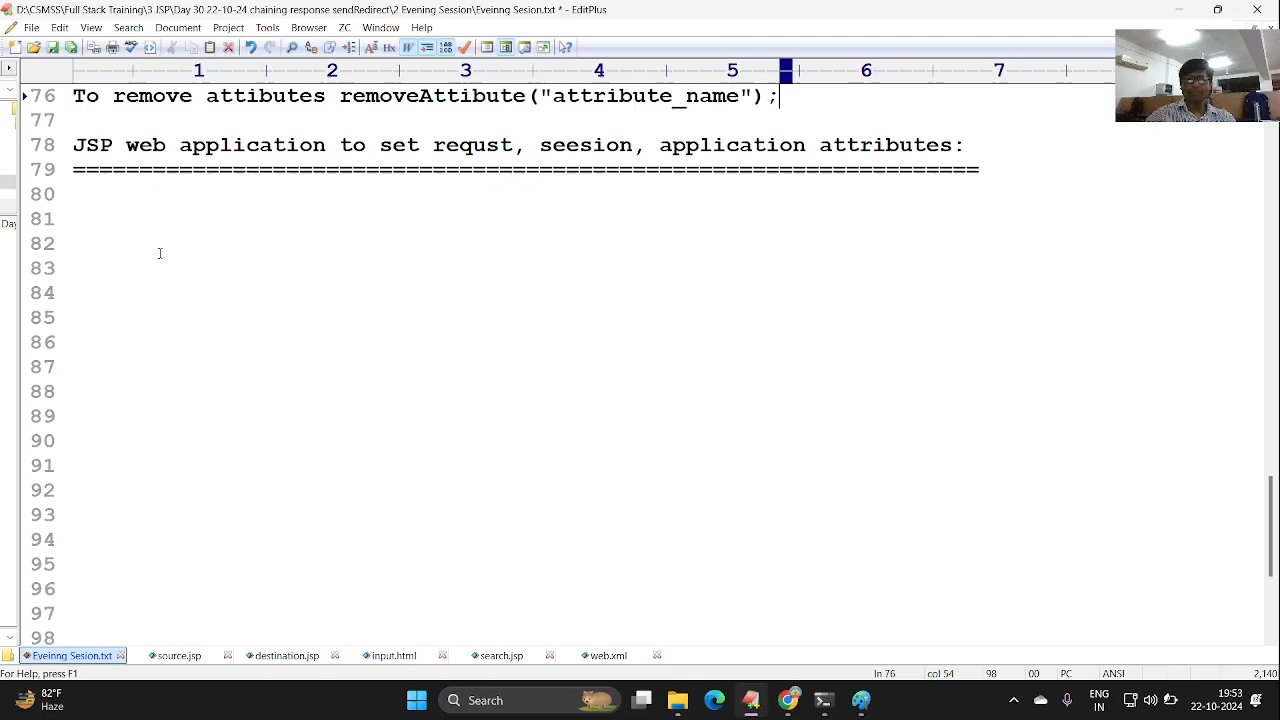 D:\CSMSS\Full Stack Training\3 JSP\Day 30 22-10-24 chaining response sendRedirect\2 Evening Session\Eveinng Sesion.txt * - EditPlus
File Edit View Search Document Project Tools Browser ZC Window Help
1 2 3 4 5 6 7
76 To remove attibutes removeAttibute("attribute_name");
77
78 JSP web application to set requst, seesion, application attributes:
79 ====================================================================
80
81
Day
82
83
84
85
86
87
88
89
90
91
92
93
94
95
96
97
98
Eveinng Sesion.txt source.jsp destination.jsp input.html search.jsp web.xml
For Help, press F1 ln 76 col 54 98 00 PC ANSI 2,140
82°F
Haze
Search
ENG
IN
19:53
22-10-2024